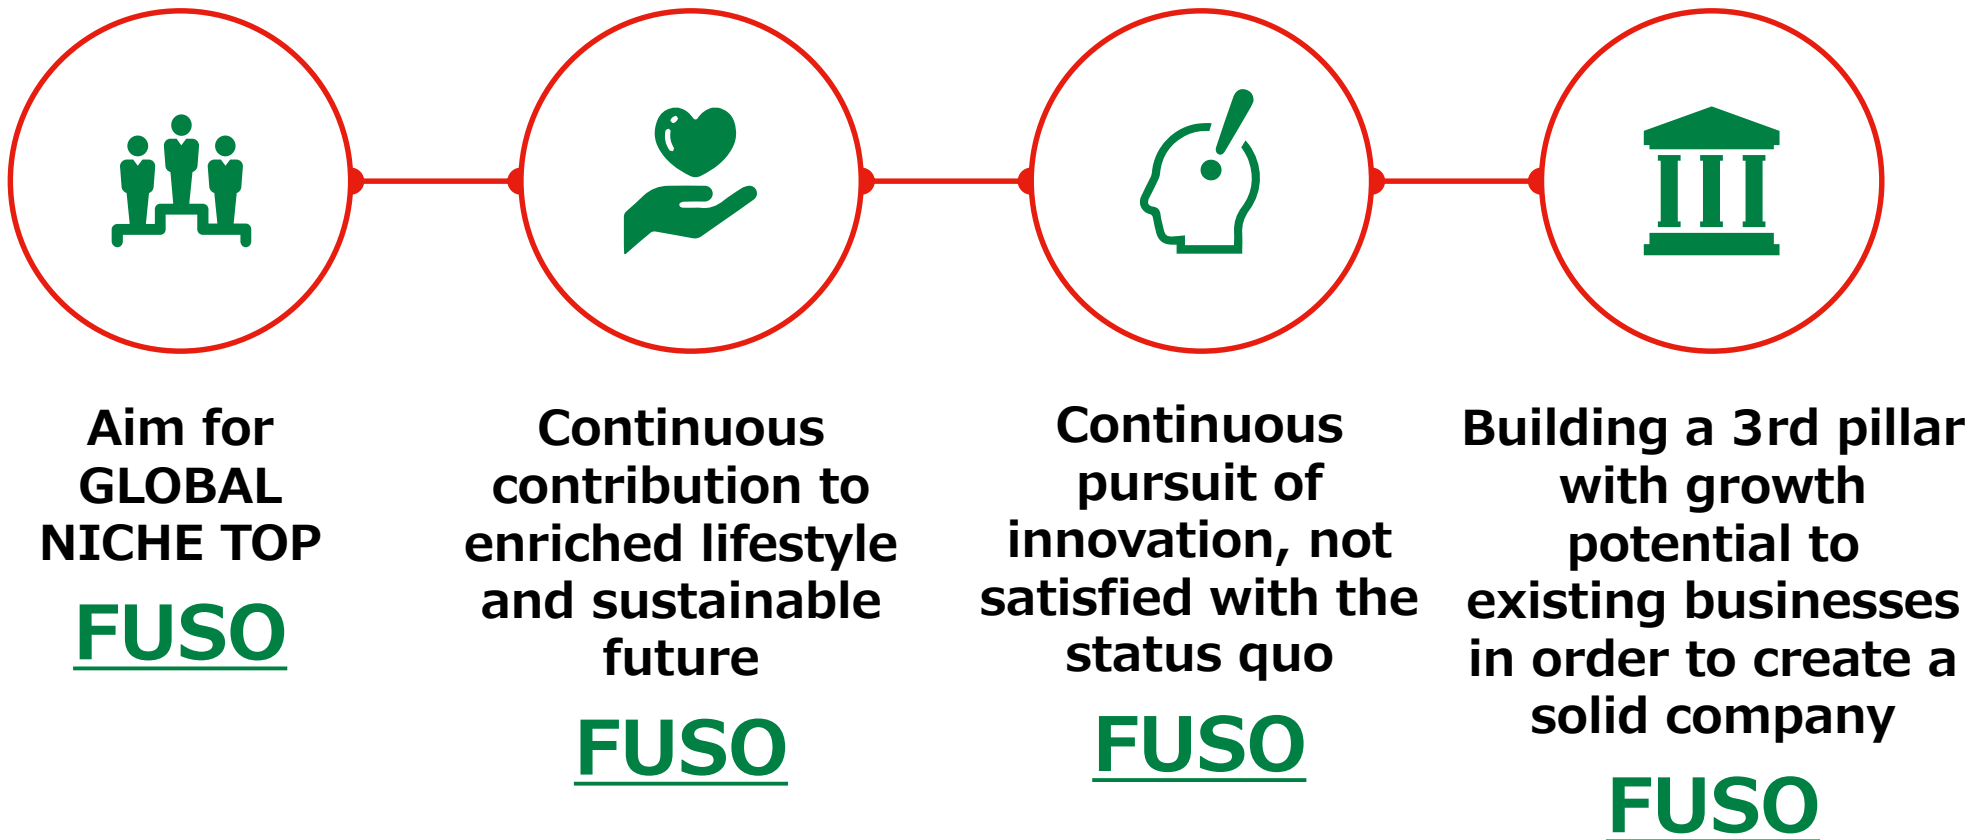 Aim for
GLOBAL
NICHE TOP
FUSO
Continuous
contribution to
enriched lifestyle
and sustainable
future
FUSO
Continuous
pursuit of
innovation, not
satisfied with the
status quo
FUSO
Building a 3rd pillar
with growth
potential to
existing businesses
in order to create a
solid company
FUSO